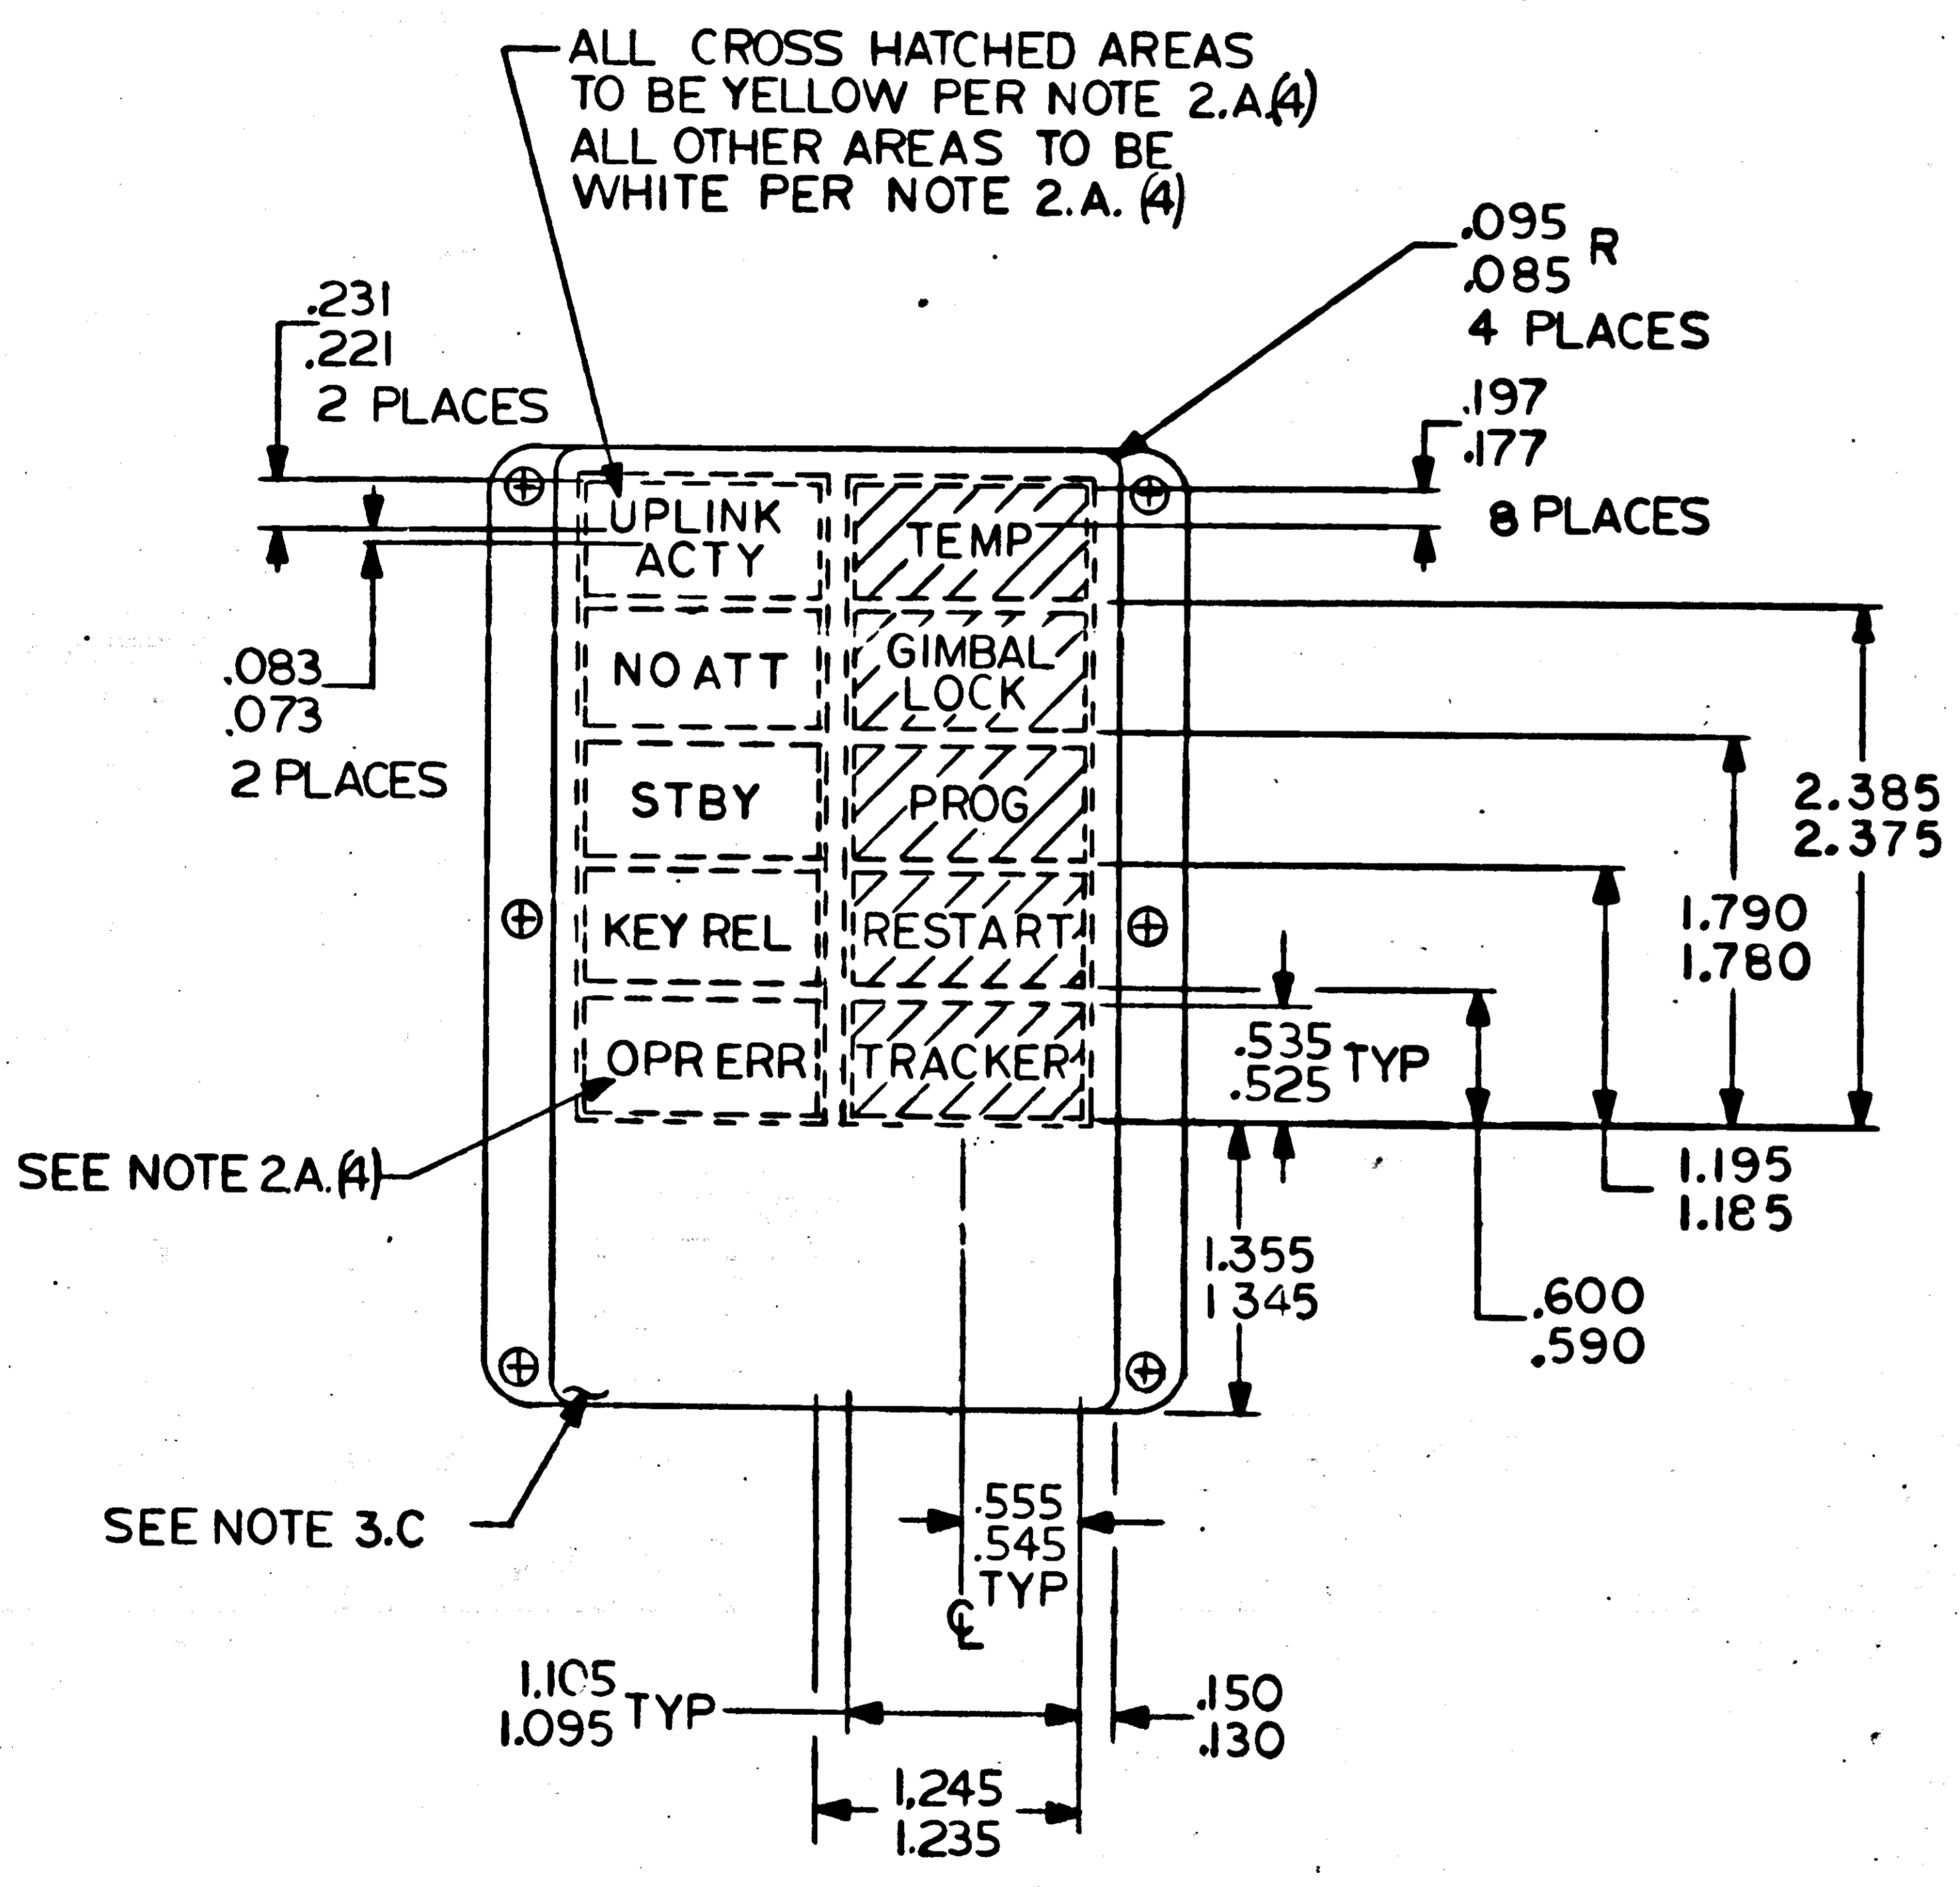 ALL CROSS HATCHED AREAS
TO BE YELLOW PER NOTE 2.A.(4)
ALL OTHER AREAS TO BE
WHITE PER NOTE 2.A. (4)
.095 R
.085
4 PLACES
.231
.221
2 PLACES
.197
.177
8 PLACES
UPLINK
ACTY
TEMP
NO ATT
GIMBAL
LOCK
.083
.073
2 PLACES
STBY
PROG
2.385
2.375
KEY REL
RESTART
1.790
1.780
OPR ERR
TRACKER
.535 TYP
.525
SEE NOTE 2.A.(4)
1.195
1.185
1.355
1.345
.600
.590
SEE NOTE 3.C
.555
.545
TYP
℄
1.105 TYP
1.095
.150
.130
1.245
1.235